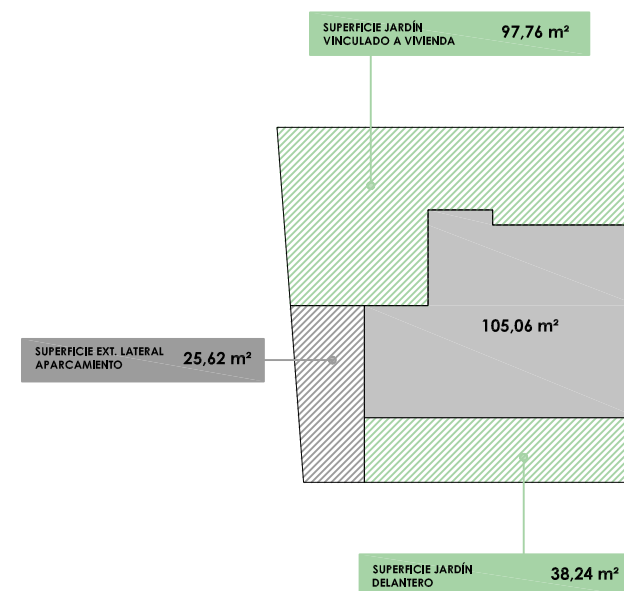 SUPERFICIE JARDÍN
VINCULADO A VIVIENDA
97,76 m²
105,06 m²
SUPERFICIE EXT. LATERAL
APARCAMIENTO
25,62 m²
SUPERFICIE JARDÍN
DELANTERO
38,24 m²